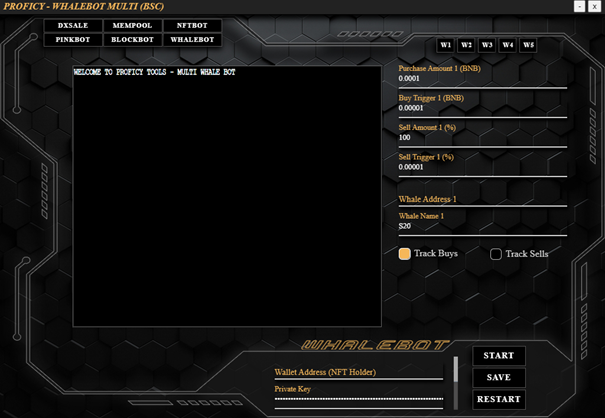 PROFICY - WHALEBOT MULTI (BSC)
- x
DXSALE MEMPOOL NFTBOT
PINKBOT BLOCKBOT WHALEBOT
W1 W2 W3 W4 W5
WELCOME TO PROFICY TOOLS - MULTI WHALE BOT
Purchase Amount 1 (BNB)
0.0001
Buy Trigger 1 (BNB)
0.00001
Sell Amount 1 (%)
100
Sell Trigger 1 (%)
0.00001
Whale Address 1
Whale Name 1
S20
Track Buys Track Sells
WHALEBOT
Wallet Address (NFT Holder)
Private Key
START
SAVE
RESTART